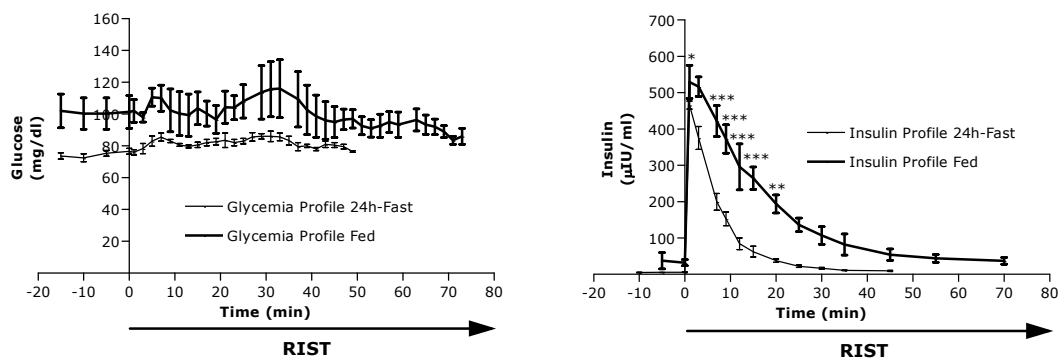 160
140
120
100
80
60
40
20
Glucose
(mg/dl)
Glycemia Profile 24h-Fast
Glycemia Profile Fed
-20 -10 0 10 20 30 40 50 60 70 80
Time (min)
RIST
700
600
500
400
300
200
100
Insulin
(µIU/ml)
*
***
***
***
***
**
Insulin Profile 24h-Fast
Insulin Profile Fed
-20 -10 0 10 20 30 40 50 60 70 80
Time (min)
RIST